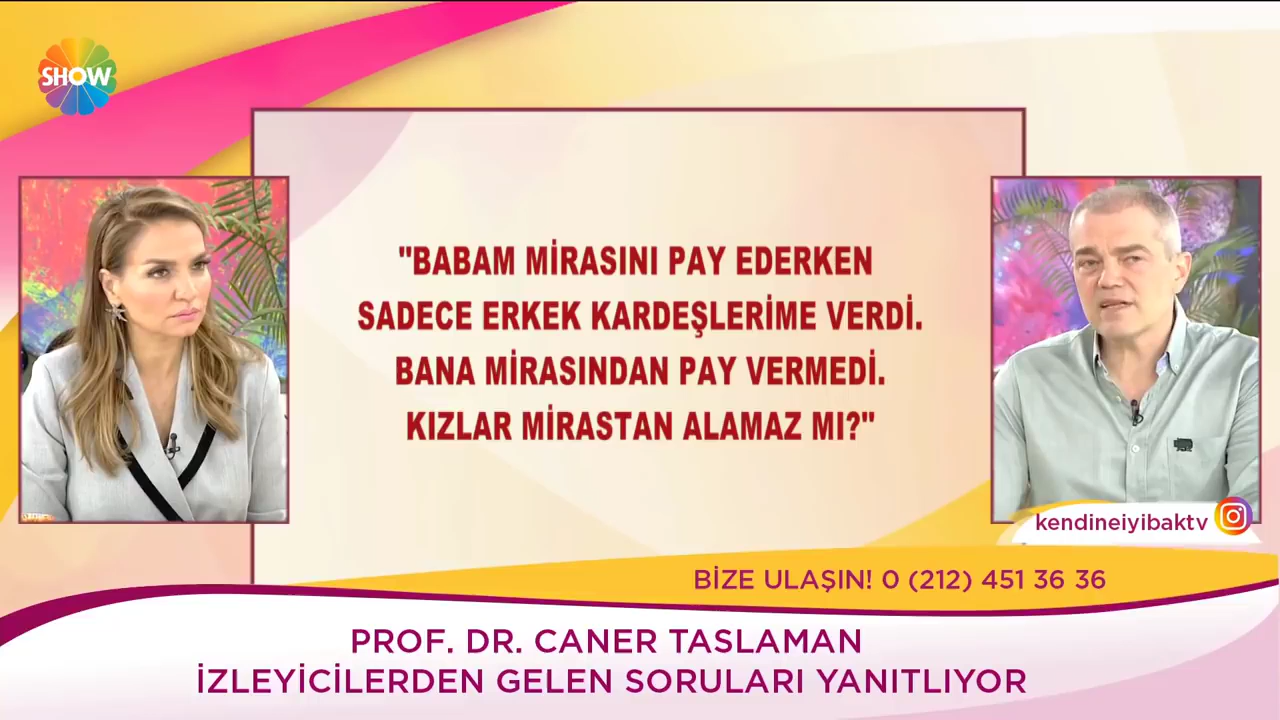 SHOW
"BABAM MİRASINI PAY EDERKEN
SADECE ERKEK KARDEŞLERİME VERDİ.
BANA MİRASINDAN PAY VERMEDİ.
KIZLAR MİRASTAN ALAMAZ MI?"
kendineiyibaktv
BİZE ULAŞIN! 0 (212) 451 36 36
PROF. DR. CANER TASLAMAN
İZLEYİCİLERDEN GELEN SORULARI YANITLIYOR